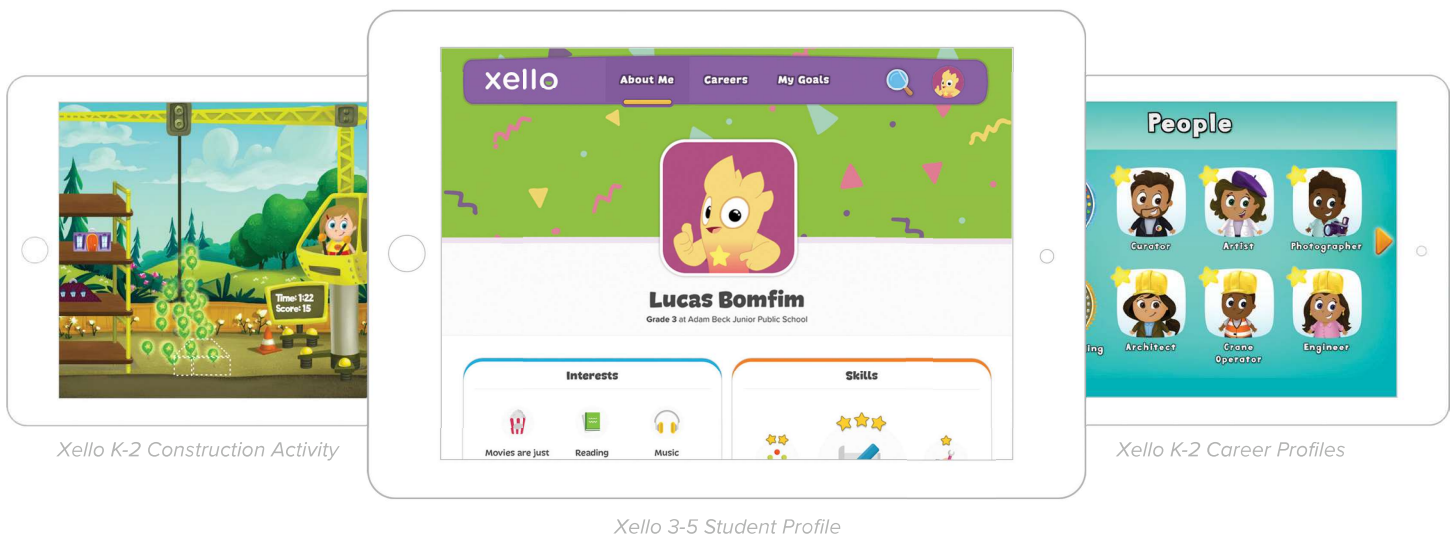 Time: 1:22
Score: 15
Xello K-2 Construction Activity
xello
About Me Careers My Goals
Lucas Bomfim
Grade 3 at Adam Beck Junior Public School
Interests
Movies are just
Reading
Music
Skills
Xello 3-5 Student Profile
People
Curator
Artist
Photographer
ing
Architect
Crane
Operator
Engineer
Xello K-2 Career Profiles